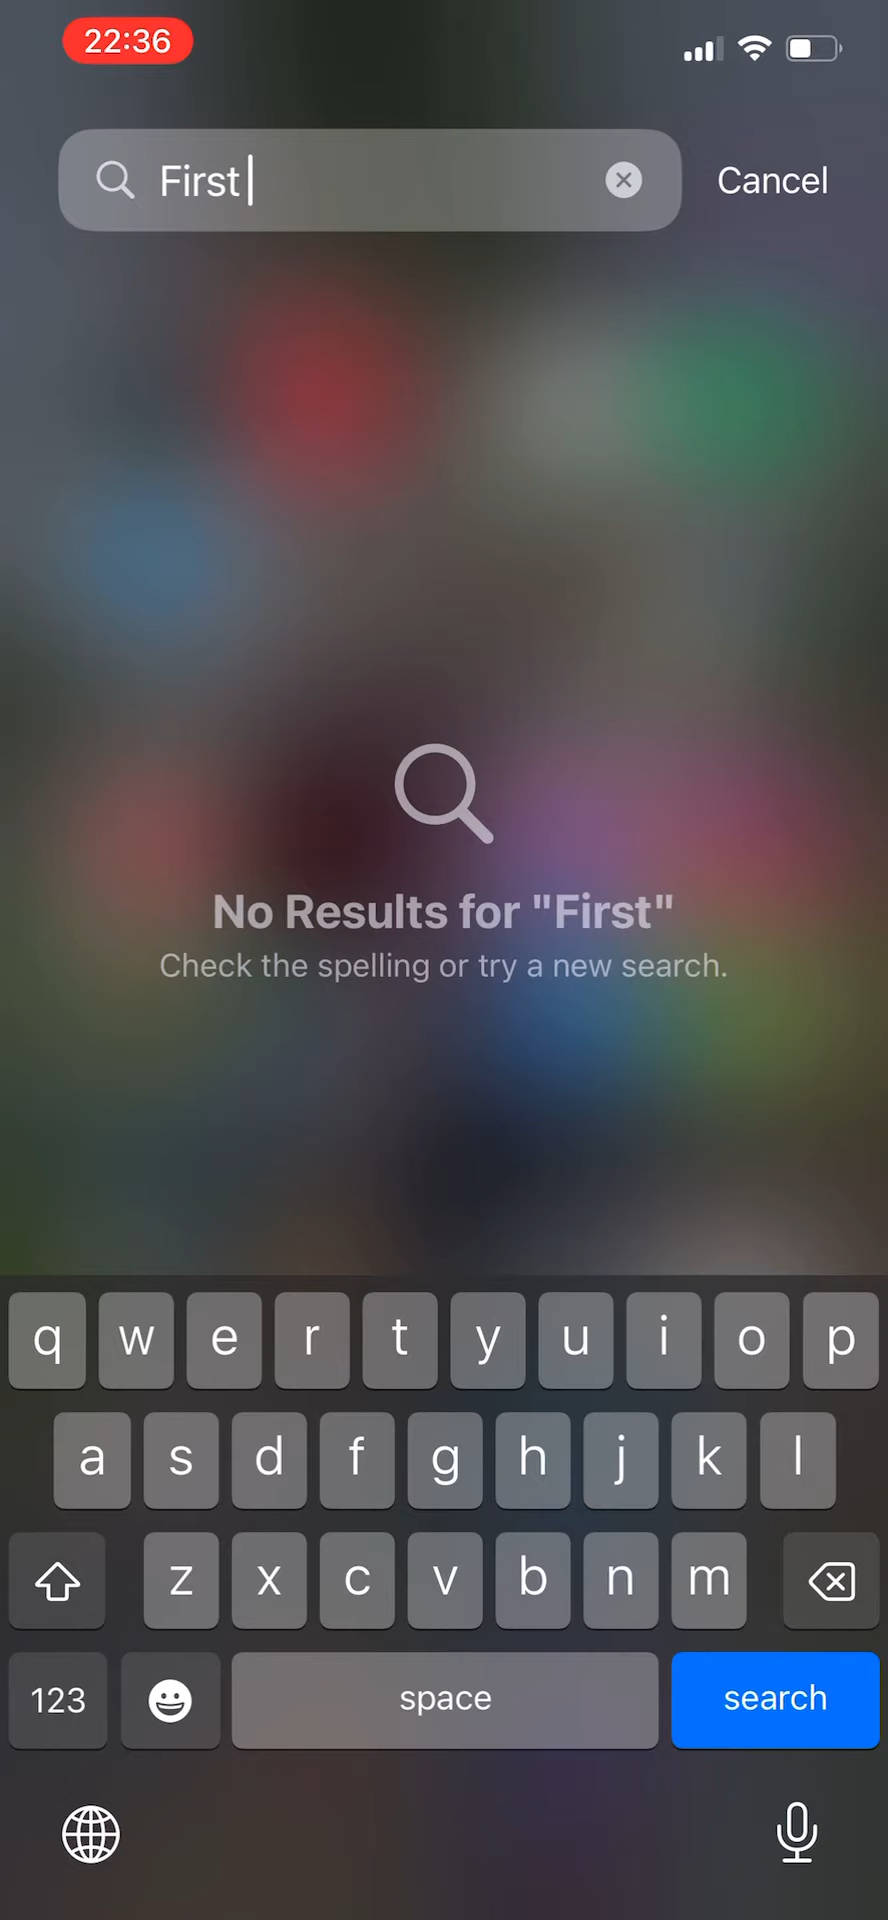 22:36
First
Cancel
No Results for "First"
Check the spelling or try a new search.
q w e r t y u i o p
a s d f g h j k l
z x c v b n m
123 space search